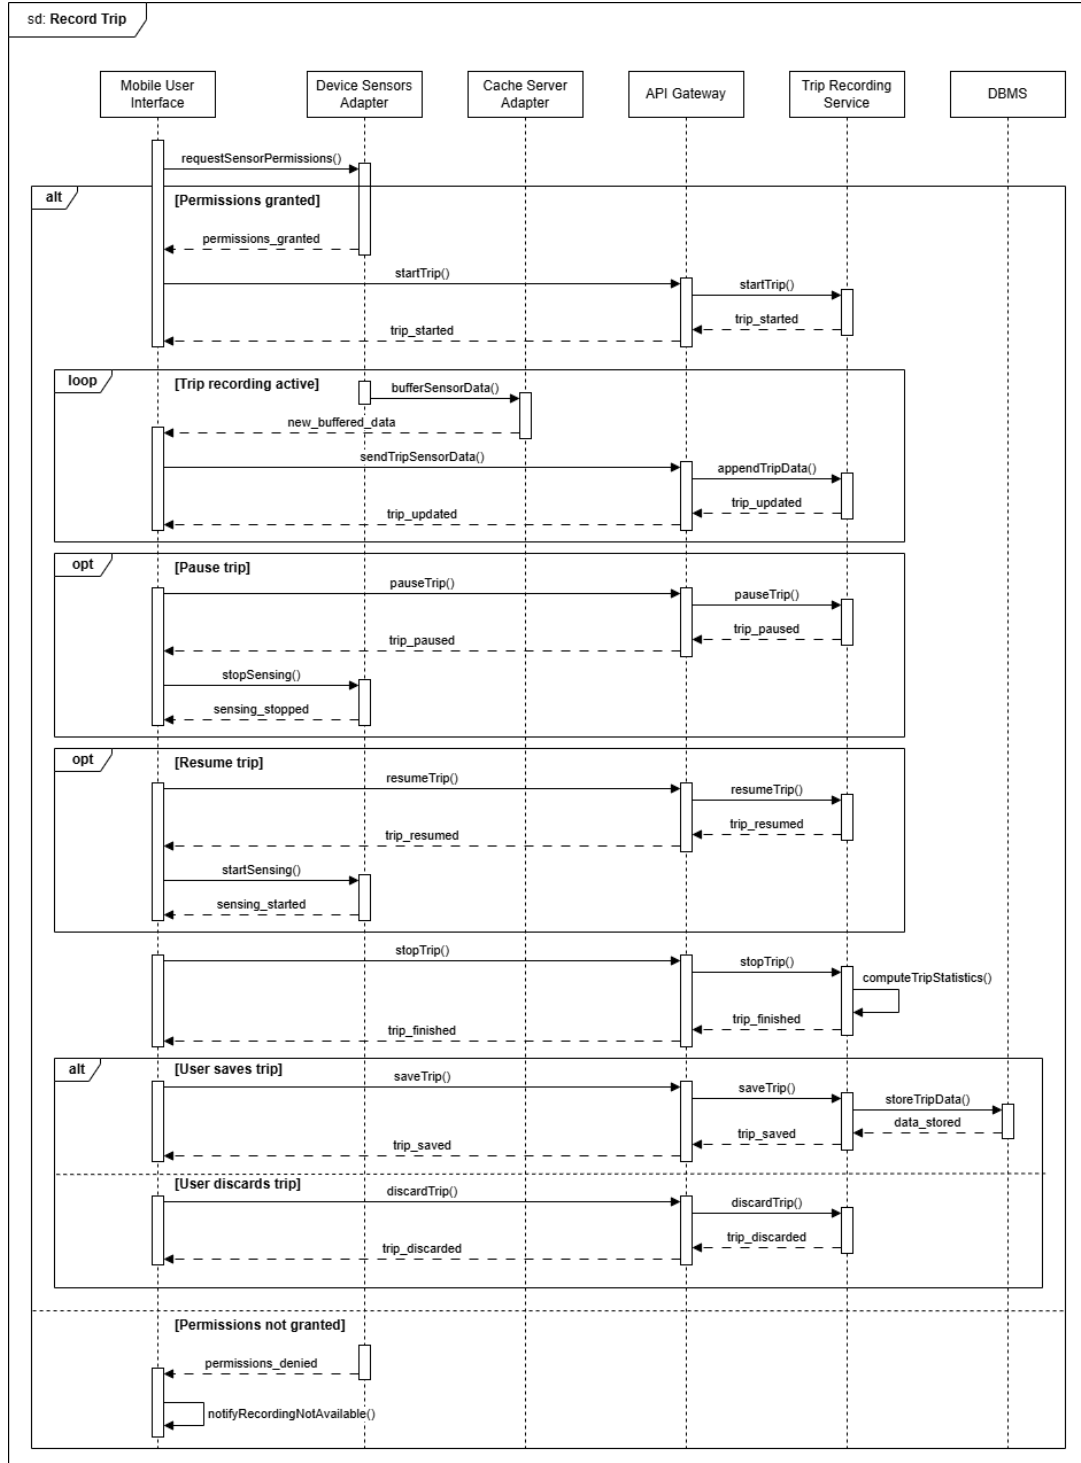 sd: Record Trip
Mobile User
Interface
Device Sensors
Adapter
Cache Server
Adapter
API Gateway
Trip Recording
Service
DBMS
requestSensorPermissions()
alt
[Permissions granted]
permissions_granted
startTrip()
startTrip()
trip_started
trip_started
loop
[Trip recording active]
bufferSensorData()
new_buffered_data
sendTripSensorData()
appendTripData()
trip_updated
trip_updated
opt
[Pause trip]
pauseTrip()
pauseTrip()
trip_paused
trip_paused
stopSensing()
sensing_stopped
opt
[Resume trip]
resumeTrip()
resumeTrip()
trip_resumed
trip_resumed
startSensing()
sensing_started
stopTrip()
stopTrip()
computeTripStatistics()
trip_finished
trip_finished
alt
[User saves trip]
saveTrip()
saveTrip()
storeTripData()
data_stored
trip_saved
trip_saved
[User discards trip]
discardTrip()
discardTrip()
trip_discarded
trip_discarded
[Permissions not granted]
permissions_denied
notifyRecordingNotAvailable()